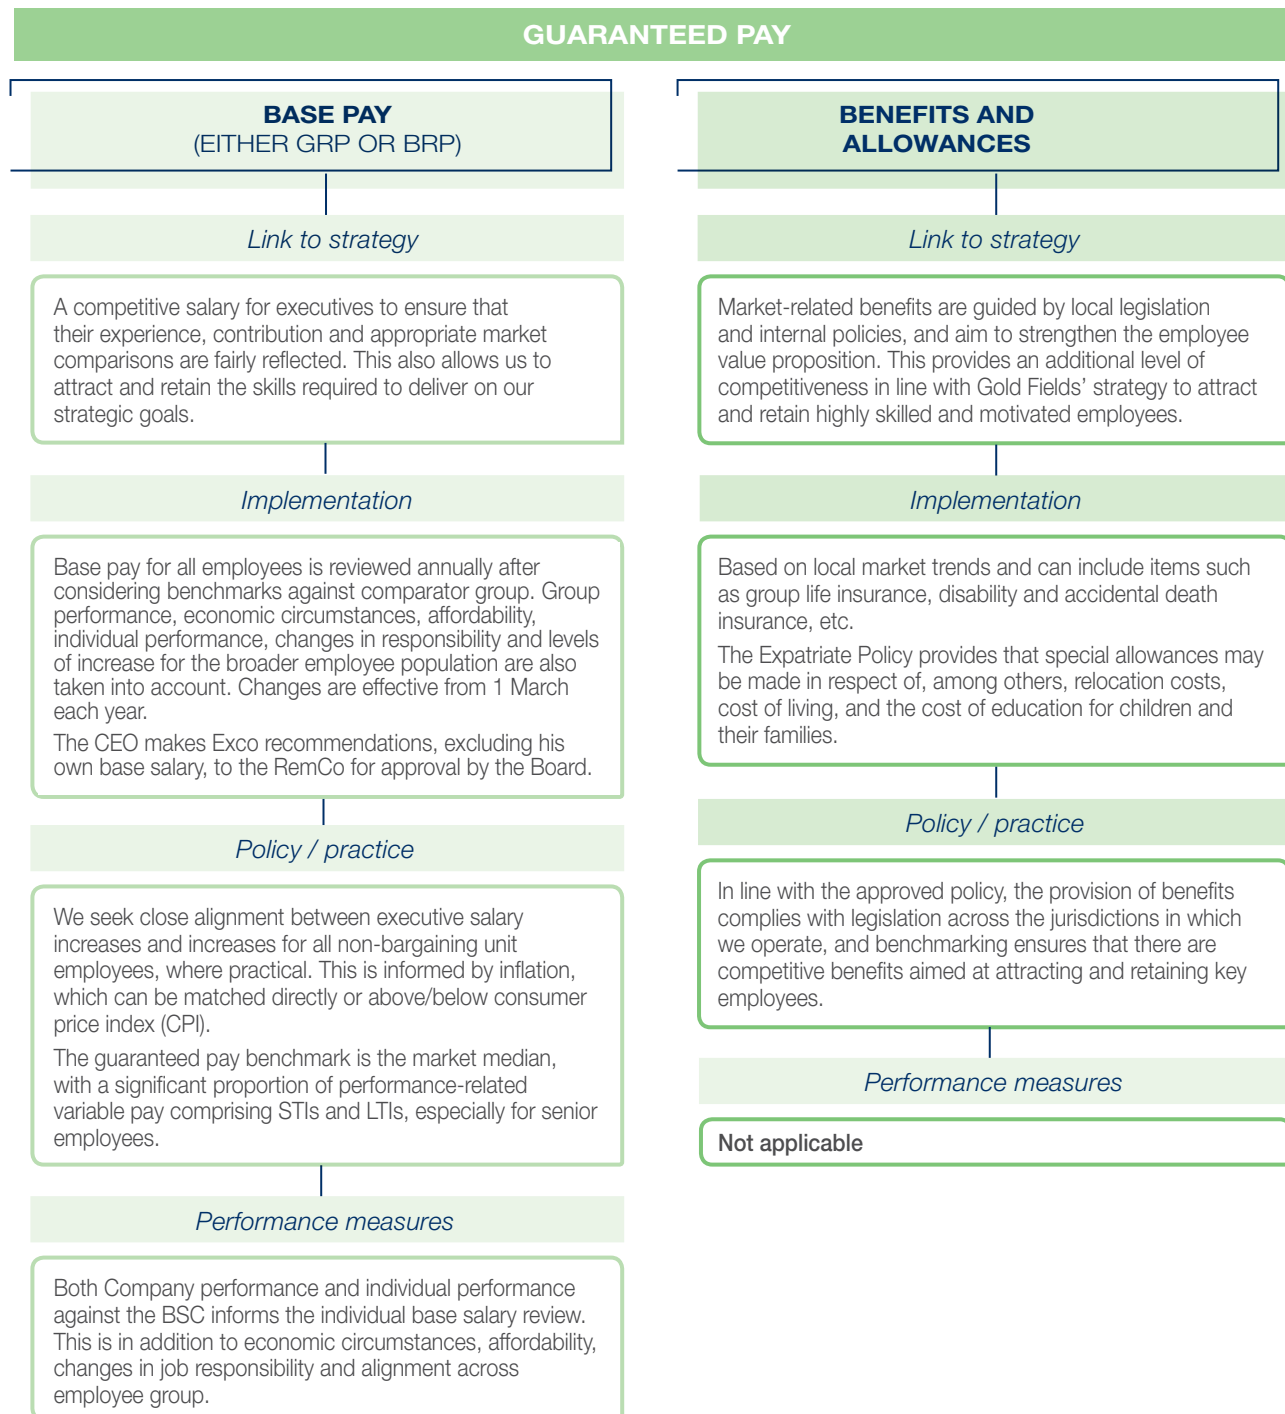 GUARANTEED PAY
BASE PAY
(EITHER GRP OR BRP)
Link to strategy
A competitive salary for executives to ensure that
their experience, contribution and appropriate market
comparisons are fairly reflected. This also allows us to
attract and retain the skills required to deliver on our
strategic goals.
Implementation
Base pay for all employees is reviewed annually after
considering benchmarks against comparator group. Group
performance, economic circumstances, affordability,
individual performance, changes in responsibility and levels
of increase for the broader employee population are also
taken into account. Changes are effective from 1 March
each year.
The CEO makes Exco recommendations, excluding his
own base salary, to the RemCo for approval by the Board.
Policy / practice
We seek close alignment between executive salary
increases and increases for all non-bargaining unit
employees, where practical. This is informed by inflation,
which can be matched directly or above/below consumer
price index (CPI).
The guaranteed pay benchmark is the market median,
with a significant proportion of performance-related
variable pay comprising STIs and LTIs, especially for senior
employees.
Performance measures
Both Company performance and individual performance
against the BSC informs the individual base salary review.
This is in addition to economic circumstances, affordability,
changes in job responsibility and alignment across
employee group.
BENEFITS AND
ALLOWANCES
Link to strategy
Market-related benefits are guided by local legislation
and internal policies, and aim to strengthen the employee
value proposition. This provides an additional level of
competitiveness in line with Gold Fields’ strategy to attract
and retain highly skilled and motivated employees.
Implementation
Based on local market trends and can include items such
as group life insurance, disability and accidental death
insurance, etc.
The Expatriate Policy provides that special allowances may
be made in respect of, among others, relocation costs,
cost of living, and the cost of education for children and
their families.
Policy / practice
In line with the approved policy, the provision of benefits
complies with legislation across the jurisdictions in which
we operate, and benchmarking ensures that there are
competitive benefits aimed at attracting and retaining key
employees.
Performance measures
Not applicable